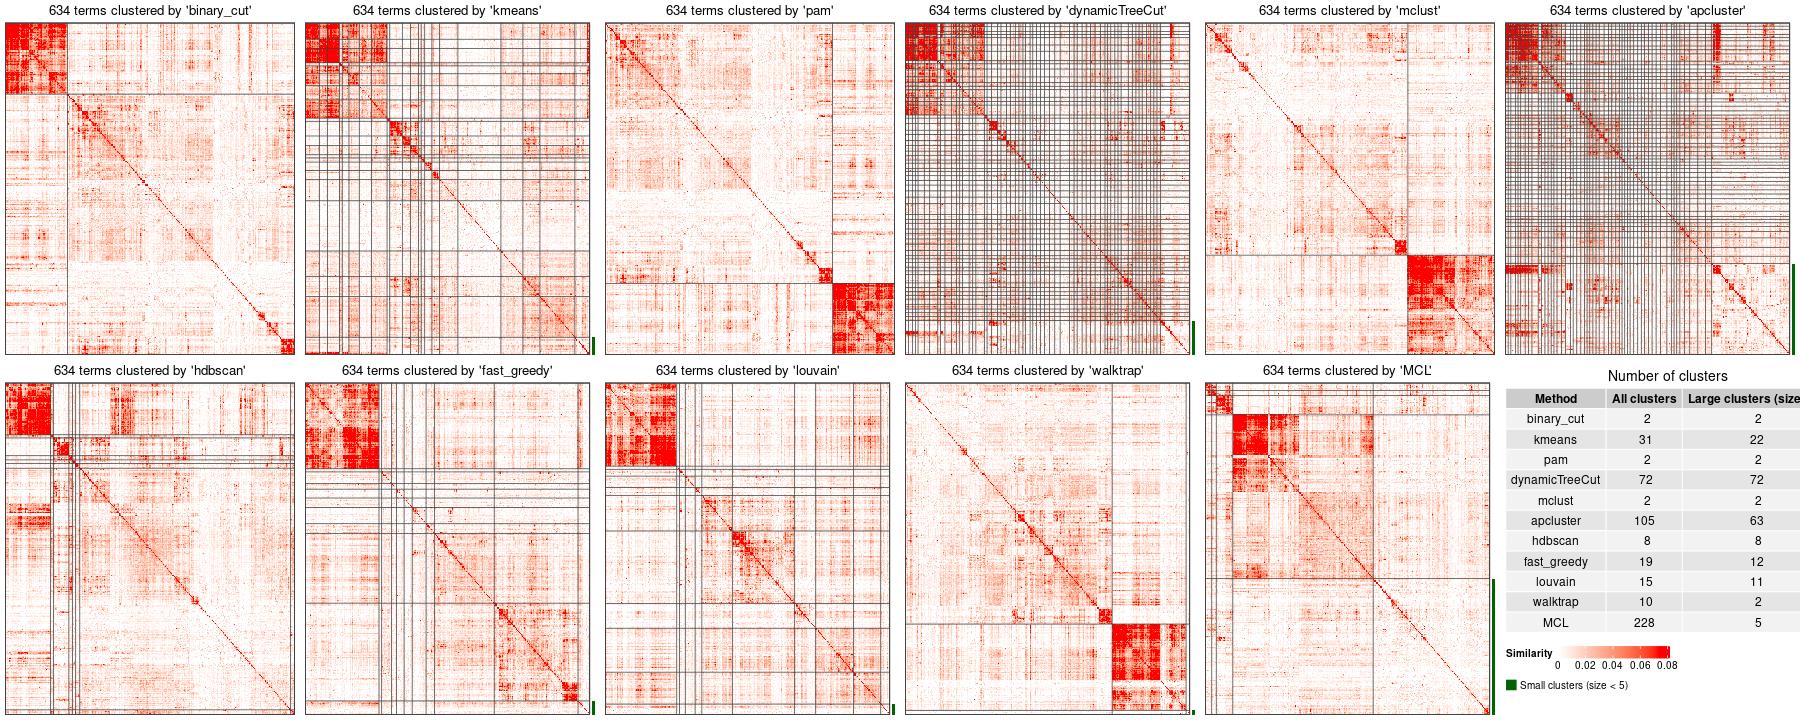 634 terms clustered by 'binary_cut'
634 terms clustered by 'kmeans'
634 terms clustered by 'pam'
634 terms clustered by 'dynamicTreeCut'
634 terms clustered by 'mclust'
634 terms clustered by 'apcluster'
634 terms clustered by 'hdbscan'
634 terms clustered by 'fast_greedy'
634 terms clustered by 'louvain'
634 terms clustered by 'walktrap'
634 terms clustered by 'MCL'
Number of clusters
Method All clusters Large clusters (size
binary_cut 2 2
kmeans 31 22
pam 2 2
dynamicTreeCut 72 72
mclust 2 2
apcluster 105 63
hdbscan 8 8
fast_greedy 19 12
louvain 15 11
walktrap 10 2
MCL 228 5
Similarity
0 0.02 0.04 0.06 0.08
Small clusters (size < 5)